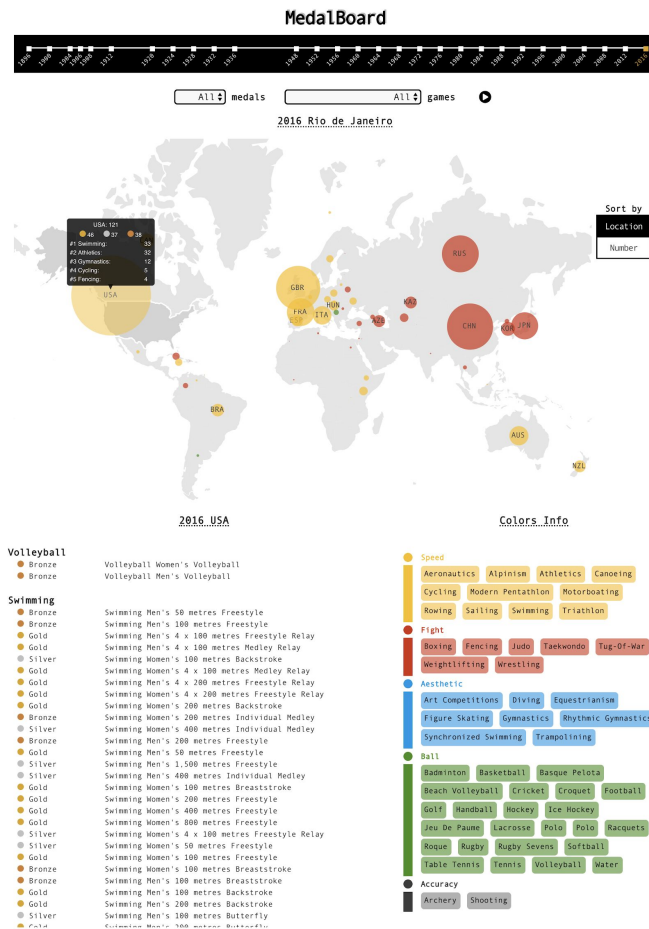 MedalBoard
1896 1900 1904 1906 1908 1912 1920 1924 1928 1932 1936 1948 1952 1956 1960 1964 1968 1972 1976 1980 1984 1988 1992 1996 2000 2004 2008 2012 2016
All medals All games
2016 Rio de Janeiro
Sort by
Location
Number
USA: 121
46 37 38
#1 Swimming: 33
#2 Athletics: 32
#3 Gymnastics: 12
#4 Cycling: 5
#5 Fencing: 4
USA
RUS
GBR
KAZ
HUN
FRA
ITA
ESP
AZE
CHN
KOR
JPN
BRA
AUS
NZL
2016 USA
Volleyball
Bronze Volleyball Women's Volleyball
Bronze Volleyball Men's Volleyball
Swimming
Bronze Swimming Men's 50 metres Freestyle
Bronze Swimming Men's 100 metres Freestyle
Gold Swimming Men's 4 x 100 metres Freestyle Relay
Gold Swimming Men's 4 x 100 metres Medley Relay
Silver Swimming Women's 100 metres Backstroke
Gold Swimming Women's 4 x 100 metres Medley Relay
Gold Swimming Men's 4 x 200 metres Freestyle Relay
Gold Swimming Women's 4 x 200 metres Freestyle Relay
Gold Swimming Women's 200 metres Backstroke
Bronze Swimming Women's 200 metres Individual Medley
Silver Swimming Women's 400 metres Individual Medley
Bronze Swimming Men's 200 metres Freestyle
Gold Swimming Men's 50 metres Freestyle
Silver Swimming Men's 1,500 metres Freestyle
Silver Swimming Men's 400 metres Individual Medley
Gold Swimming Women's 100 metres Breaststroke
Gold Swimming Women's 200 metres Freestyle
Gold Swimming Women's 400 metres Freestyle
Gold Swimming Women's 800 metres Freestyle
Silver Swimming Women's 4 x 100 metres Freestyle Relay
Silver Swimming Women's 50 metres Freestyle
Gold Swimming Women's 100 metres Freestyle
Bronze Swimming Women's 100 metres Breaststroke
Bronze Swimming Men's 100 metres Breaststroke
Gold Swimming Men's 100 metres Backstroke
Gold Swimming Men's 200 metres Backstroke
Silver Swimming Men's 100 metres Butterfly
Gold Swimming Men's 200 metres Butterfly
Colors Info
Speed
Aeronautics Alpinism Athletics Canoeing
Cycling Modern Pentathlon Motorboating
Rowing Sailing Swimming Triathlon
Fight
Boxing Fencing Judo Taekwondo Tug-Of-War
Weightlifting Wrestling
Aesthetic
Art Competitions Diving Equestrianism
Figure Skating Gymnastics Rhythmic Gymnastics
Synchronized Swimming Trampolining
Ball
Badminton Basketball Basque Pelota
Beach Volleyball Cricket Croquet Football
Golf Handball Hockey Ice Hockey
Jeu De Paume Lacrosse Polo Polo Racquets
Roque Rugby Rugby Sevens Softball
Table Tennis Tennis Volleyball Water
Accuracy
Archery Shooting